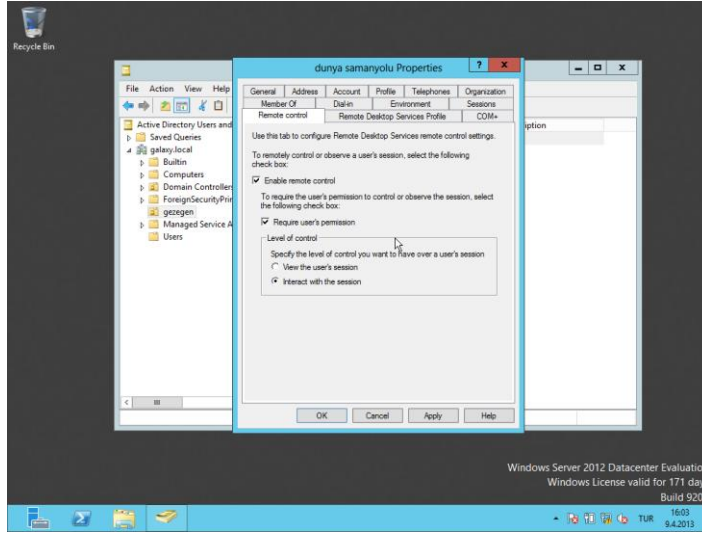 Recycle Bin
dunya samanyolu Properties
File Action View Help
Active Directory Users and
Saved Queries
galaxy.local
Builtin
Computers
Domain Controllers
ForeignSecurityPrin
gezegen
Managed Service A
Users
General Address Account Profile Telephones Organization
Member Of Dial-in Environment Sessions
Remote control Remote Desktop Services Profile COM+
Use this tab to configure Remote Desktop Services remote control settings.
To remotely control or observe a user's session, select the following
check box:
Enable remote control
To require the user's permission to control or observe the session, select
the following check box:
Require user's permission
Level of control
Specify the level of control you want to have over a user's session
View the user's session
Interact with the session
OK Cancel Apply Help
iption
Windows Server 2012 Datacenter Evaluatio
Windows License valid for 171 day
Build 920
TUR
16:03
9.4.2013